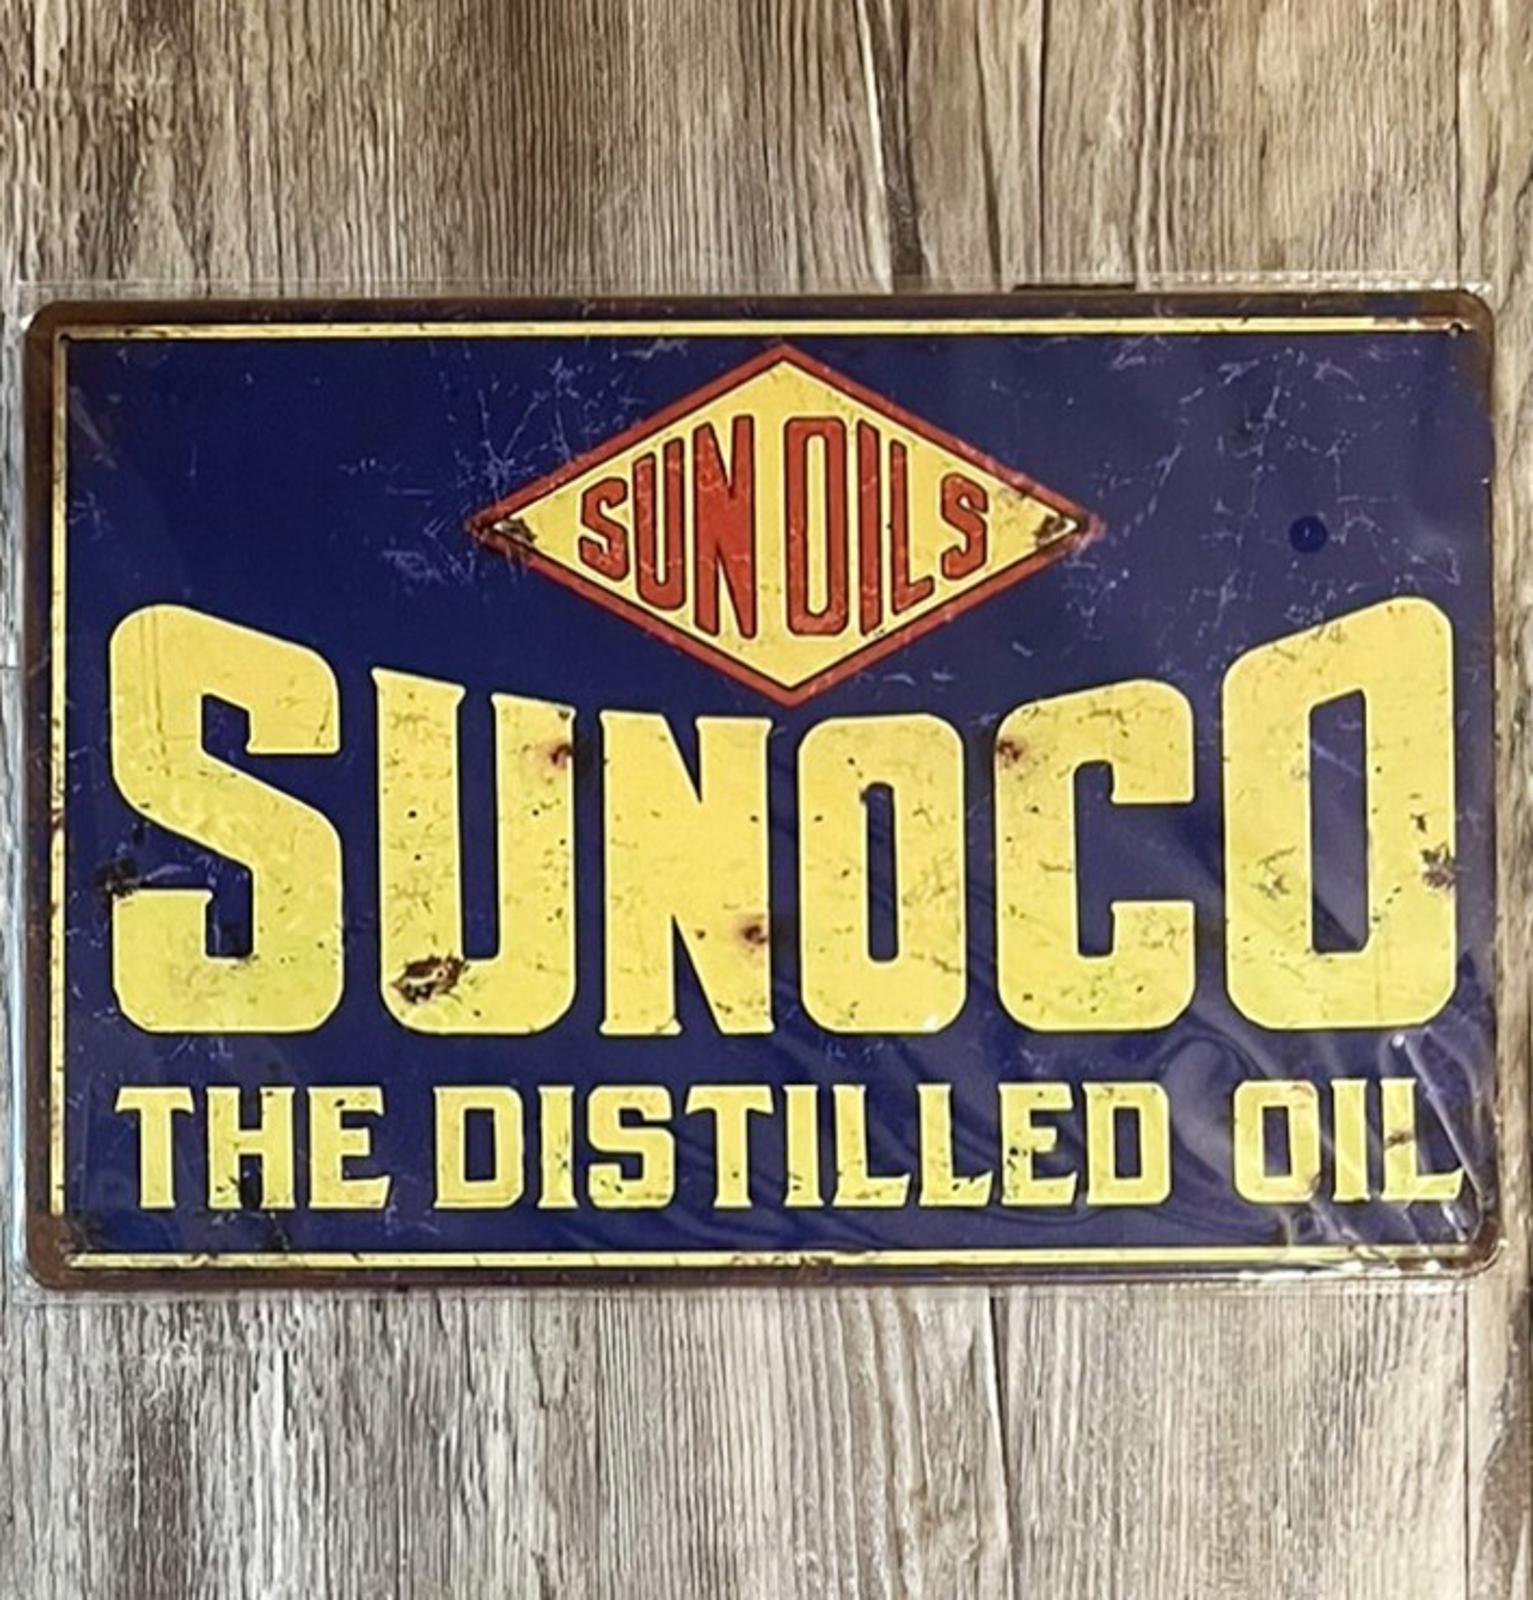 SUN OILS
SUNOCO
THE DISTILLED OIL